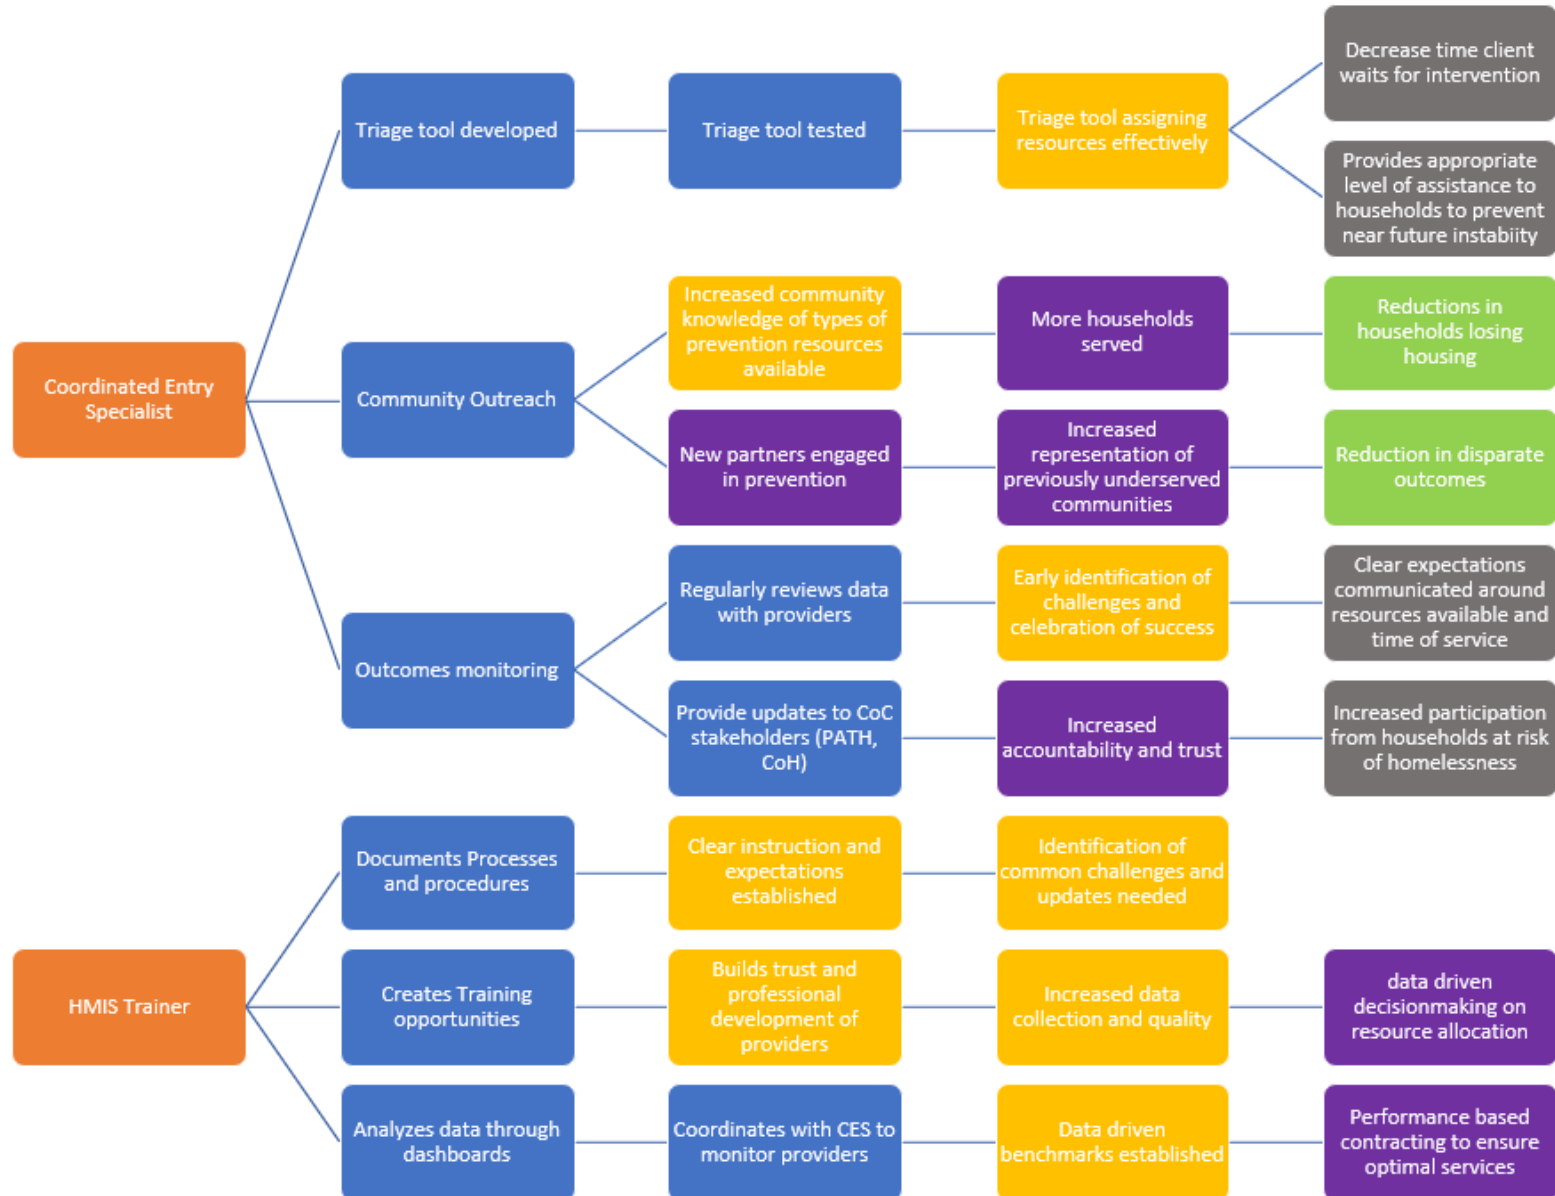 Decrease time client
waits for intervention
Triage tool developed
Triage tool tested
Triage tool assigning
resources effectively
Provides appropriate
level of assistance to
households to prevent
near future instabiity
Coordinated Entry
Specialist
Community Outreach
Increased community
knowledge of types of
prevention resources
available
More households
served
Reductions in
households losing
housing
New partners engaged
in prevention
Increased
representation of
previously underserved
communities
Reduction in disparate
outcomes
Outcomes monitoring
Regularly reviews data
with providers
Early identification of
challenges and
celebration of success
Clear expectations
communicated around
resources available and
time of service
Provide updates to CoC
stakeholders (PATH,
CoH)
Increased
accountability and trust
Increased participation
from households at risk
of homelessness
HMIS Trainer
Documents Processes
and procedures
Clear instruction and
expectations
established
Identification of
common challenges and
updates needed
Creates Training
opportunities
Builds trust and
professional
development of
providers
Increased data
collection and quality
data driven
decisionmaking on
resource allocation
Analyzes data through
dashboards
Coordinates with CES to
monitor providers
Data driven
benchmarks established
Performance based
contracting to ensure
optimal services